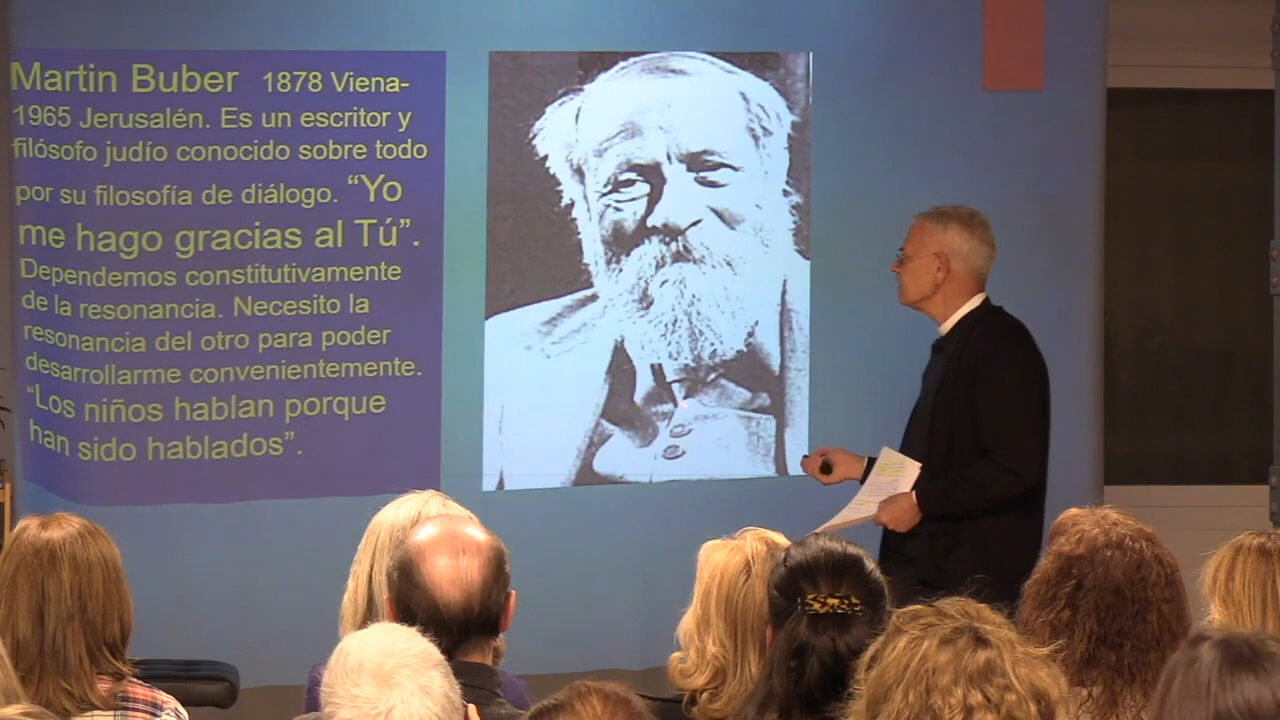 Martin Buber 1878 Viena-
1965 Jerusalén. Es un escritor y
filósofo judío conocido sobre todo
por su filosofía de diálogo. “Yo
me hago gracias al Tú”.
Dependemos constitutivamente
de la resonancia. Necesito la
resonancia del otro para poder
desarrollarme convenientemente.
“Los niños hablan porque
han sido hablados”.